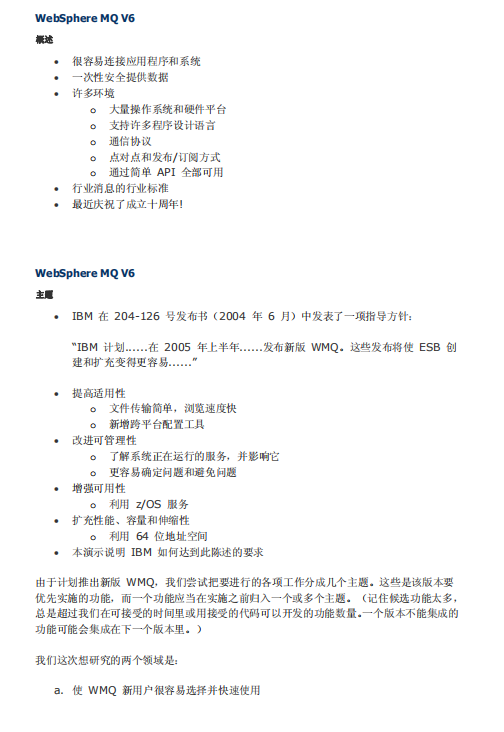 WebSphere MQ V6
概述
• 很容易连接应用程序和系统
• 一次性安全提供数据
• 许多环境
o 大量操作系统和硬件平台
o 支持许多程序设计语言
o 通信协议
o 点对点和发布/订阅方式
o 通过简单 API 全部可用
• 行业消息的行业标准
• 最近庆祝了成立十周年!
WebSphere MQ V6
主题
• IBM 在 204-126 号发布书（2004 年 6 月）中发表了一项指导方针：
“IBM 计划......在 2005 年上半年......发布新版 WMQ。这些发布将使 ESB 创
建和扩充变得更容易......”
• 提高适用性
o 文件传输简单，浏览速度快
o 新增跨平台配置工具
• 改进可管理性
o 了解系统正在运行的服务，并影响它
o 更容易确定问题和避免问题
• 增强可用性
o 利用 z/OS 服务
• 扩充性能、容量和伸缩性
o 利用 64 位地址空间
• 本演示说明 IBM 如何达到此陈述的要求
由于计划推出新版 WMQ，我们尝试把要进行的各项工作分成几个主题。这些是该版本要
优先实施的功能，而一个功能应当在实施之前归入一个或多个主题。（记住候选功能太多，
总是超过我们在可接受的时间里或用接受的代码可以开发的功能数量。一个版本不能集成的
功能可能会集成在下一个版本里。）
我们这次想研究的两个领域是：
a. 使 WMQ 新用户很容易选择并快速使用